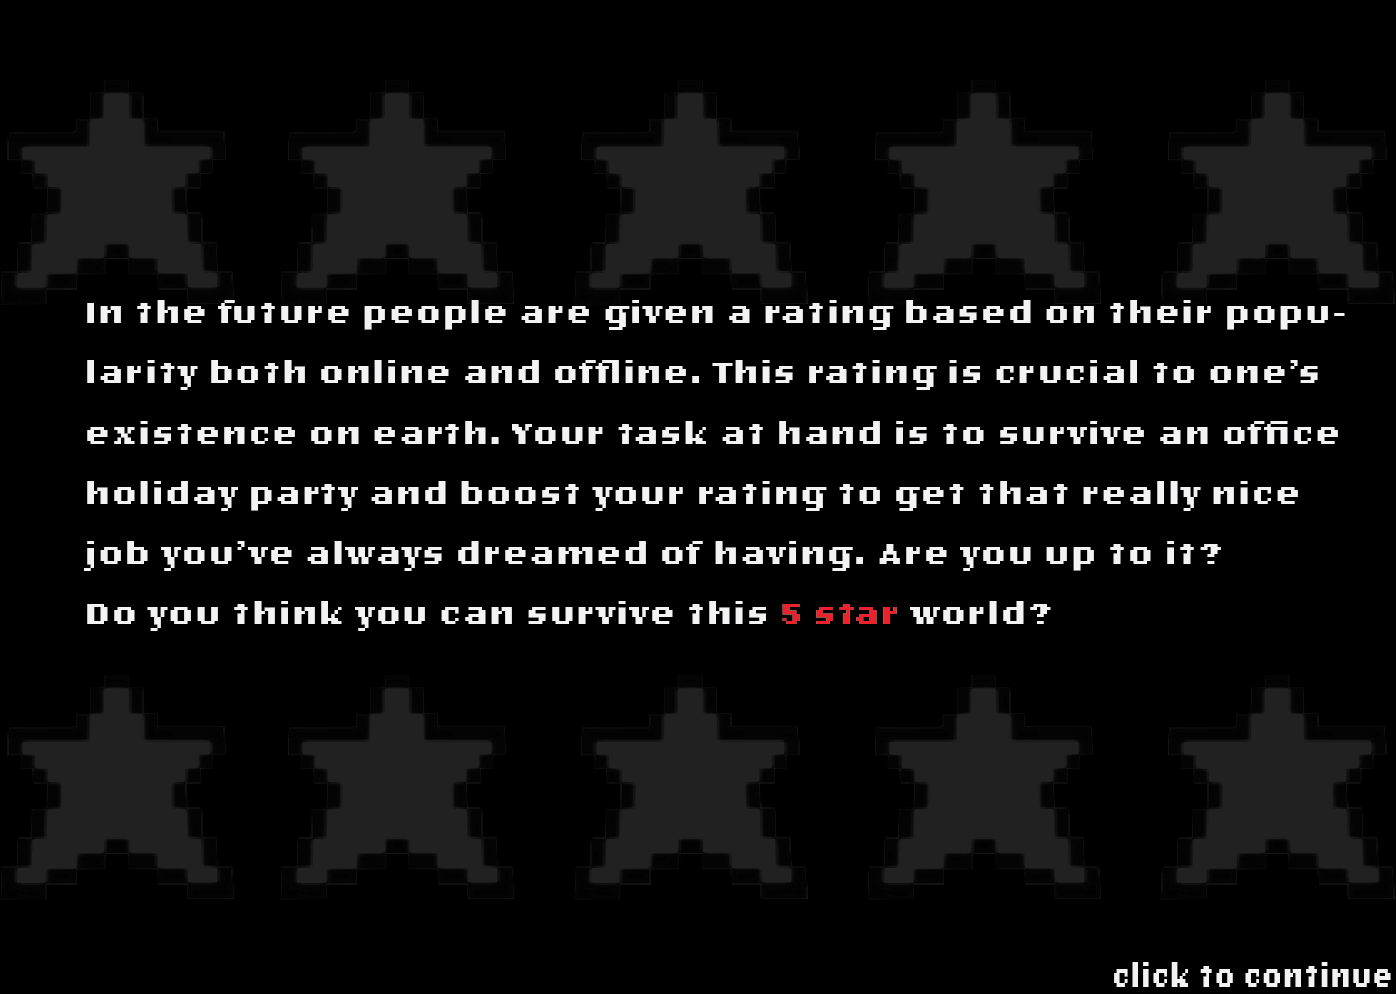 In the future people are given a rating based on their popu-
larity both online and offline. This rating is crucial to one's
existence on earth. Your task at hand is to survive an office
holiday party and boost your rating to get that really nice
job you've always dreamed of having. Are you up to it?
Do you think you can survive this 5 star world?
click to continue